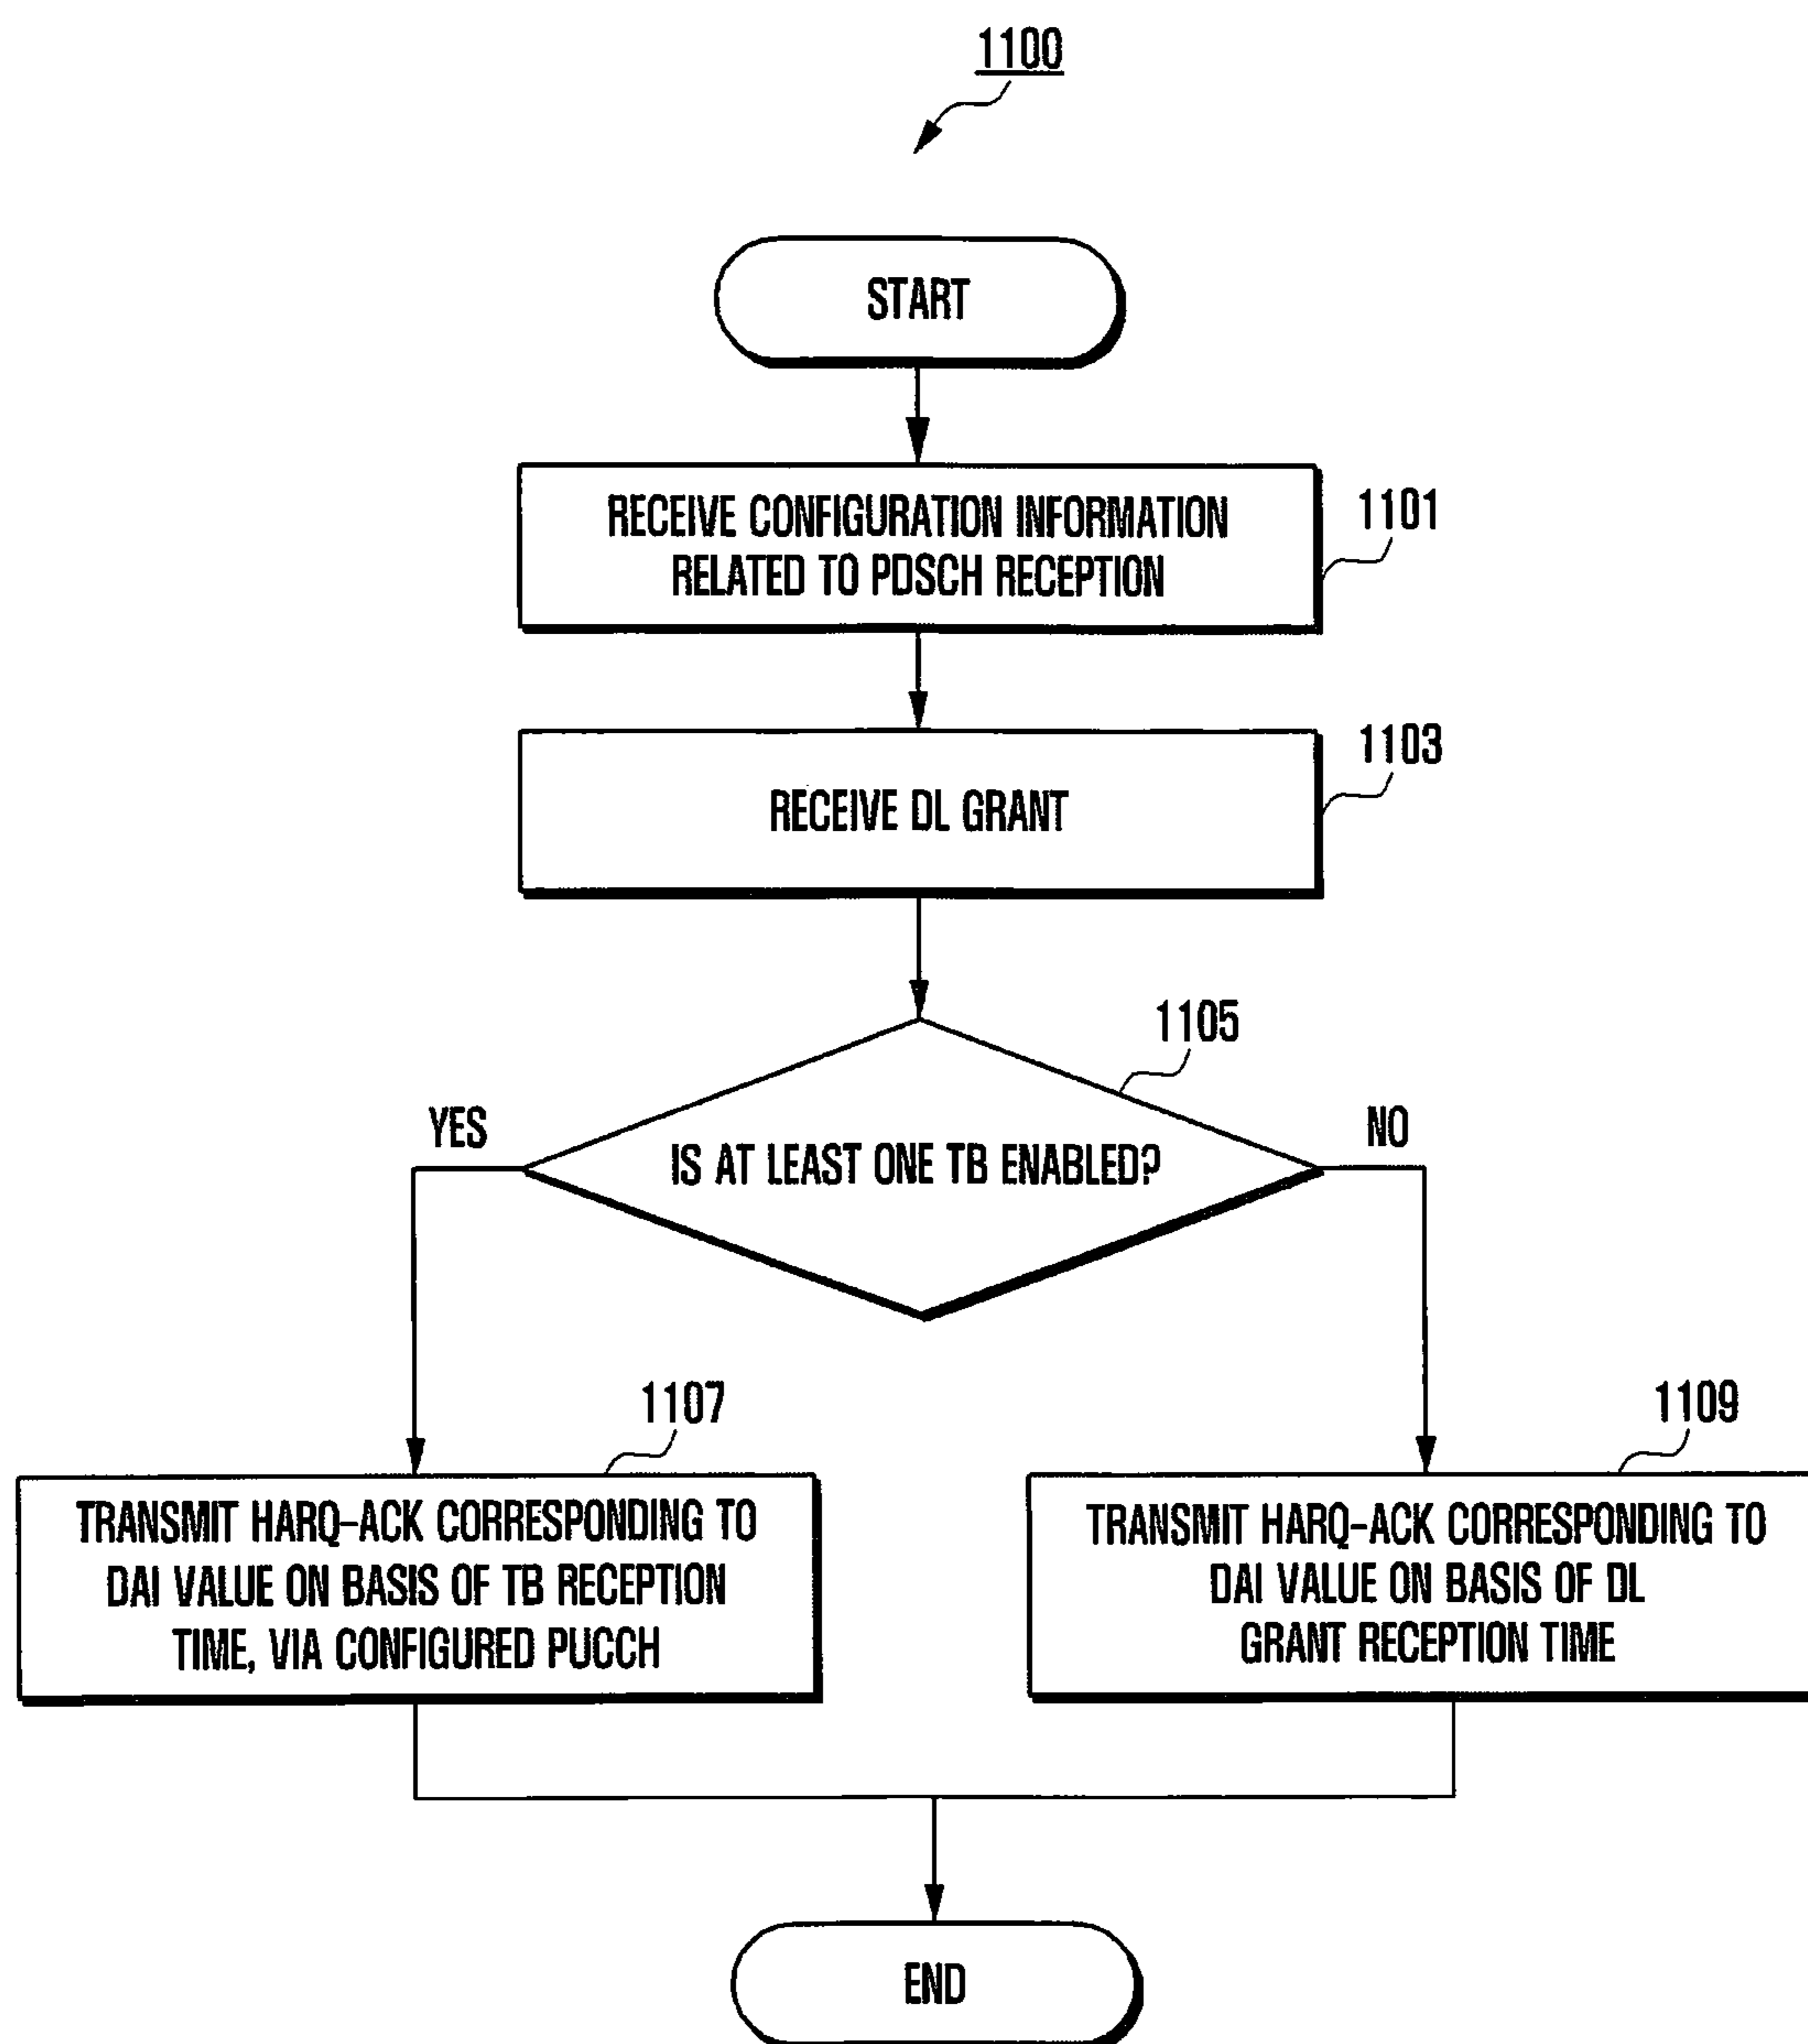 1100
START
RECEIVE CONFIGURATION INFORMATION
RELATED TO PDSCH RECEPTION
1101
RECEIVE DL GRANT
1103
1105
YES
IS AT LEAST ONE TB ENABLED?
NO
1107
TRANSMIT HARQ-ACK CORRESPONDING TO
DAI VALUE ON BASIS OF TB RECEPTION
TIME, VIA CONFIGURED PUCCH
1109
TRANSMIT HARQ-ACK CORRESPONDING TO
DAI VALUE ON BASIS OF DL
GRANT RECEPTION TIME
END